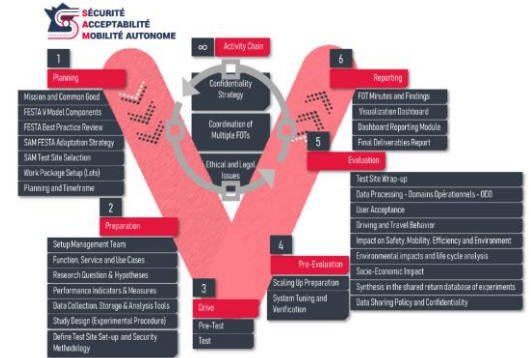 SÉCURITÉ
ACCEPTABILITÉ
MOBILITÉ AUTONOME
∞ Activity Chain
Confidentiality
Strategy
Coordination of
Multiple FOTs
Ethical and Legal
Issues
1
Planning
Mission and Common Good
FESTA V Model Components
FESTA Best Practice Review
SAM FESTA Adaptation Strategy
SAM Test Site Selection
Work Package Setup (Lots)
Planning and Timeframe
2
Preparation
Setup Management Team
Function, Service and Use Cases
Research Question & Hypotheses
Performance Indicators & Measures
Data Collection, Storage & Analysis Tools
Study Design (Experimental Procedure)
Define Test Site Set-up and Security
Methodology
3
Drive
Pre-Test
Test
4
Pre-Evaluation
Scaling Up Preparation
System Tuning and
Verification
5
Evaluation
Test Site Wrap-up
Data Processing - Domains Opérationnels - ODD
User Acceptance
Driving and Travel Behavior
Impact on Safety, Mobility, Efficiency and Environment
Environmental impacts and life cycle analysis
Socio-Economic Impact
Synthesis in the shared return database of experiments
Data Sharing Policy and Confidentiality
6
Reporting
FOT Minutes and Findings
Visualization Dashboard
Dashboard Reporting Module
Final Deliverables Report